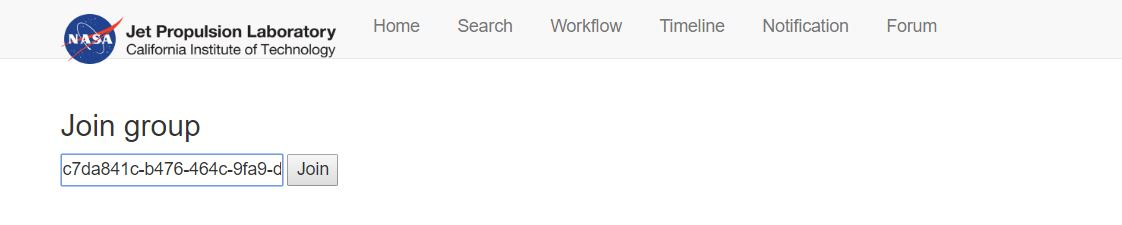 NASA
Jet Propulsion Laboratory
California Institute of Technology
Home Search Workflow Timeline Notification Forum
Join group
c7da841c-b476-464c-9fa9-d
Join